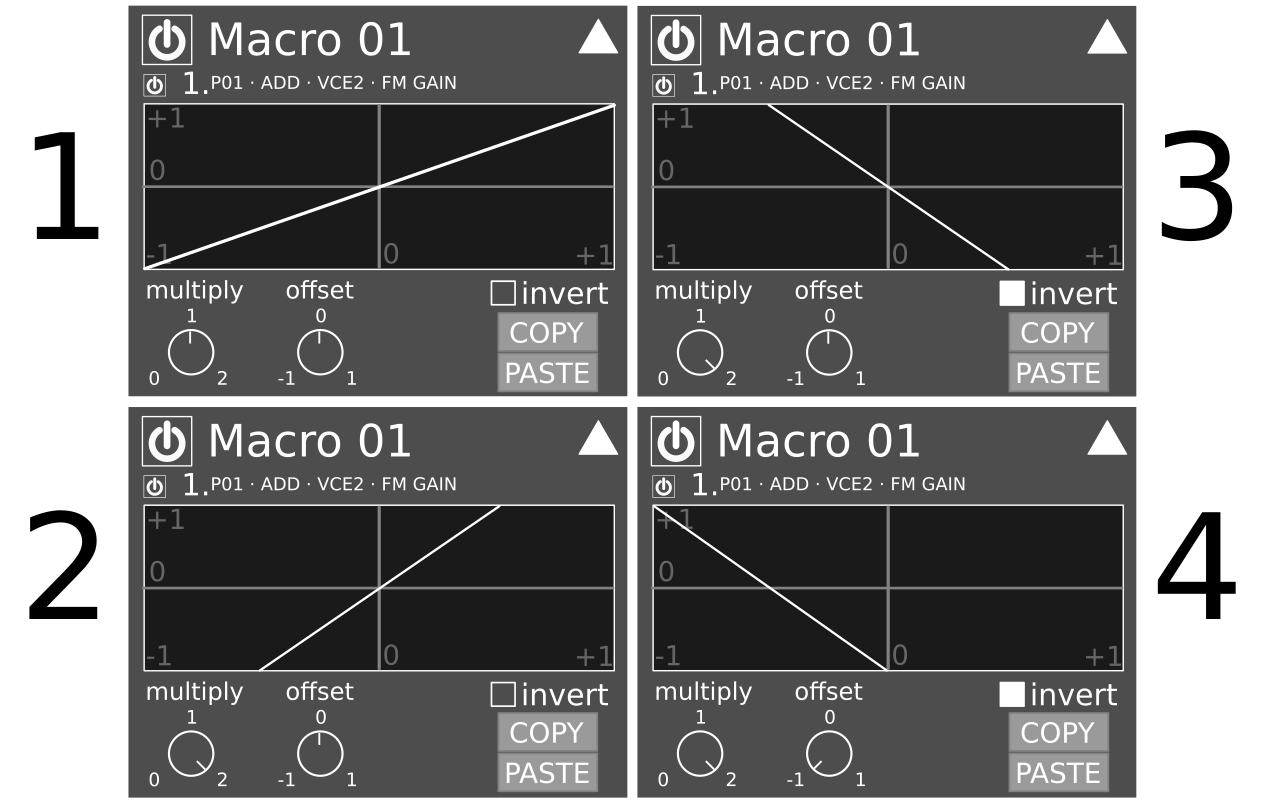 1
Macro 01
1.P01 · ADD · VCE2 · FM GAIN
+1
0
-1
0
+1
multiply
offset
invert
1
0
0
2
-1
1
COPY
PASTE
3
Macro 01
1.P01 · ADD · VCE2 · FM GAIN
+1
0
-1
0
+1
multiply
offset
invert
1
0
0
2
-1
1
COPY
PASTE
2
Macro 01
1.P01 · ADD · VCE2 · FM GAIN
+1
0
-1
0
+1
multiply
offset
invert
1
0
0
2
-1
1
COPY
PASTE
4
Macro 01
1.P01 · ADD · VCE2 · FM GAIN
+1
0
-1
0
+1
multiply
offset
invert
1
0
0
2
-1
1
COPY
PASTE